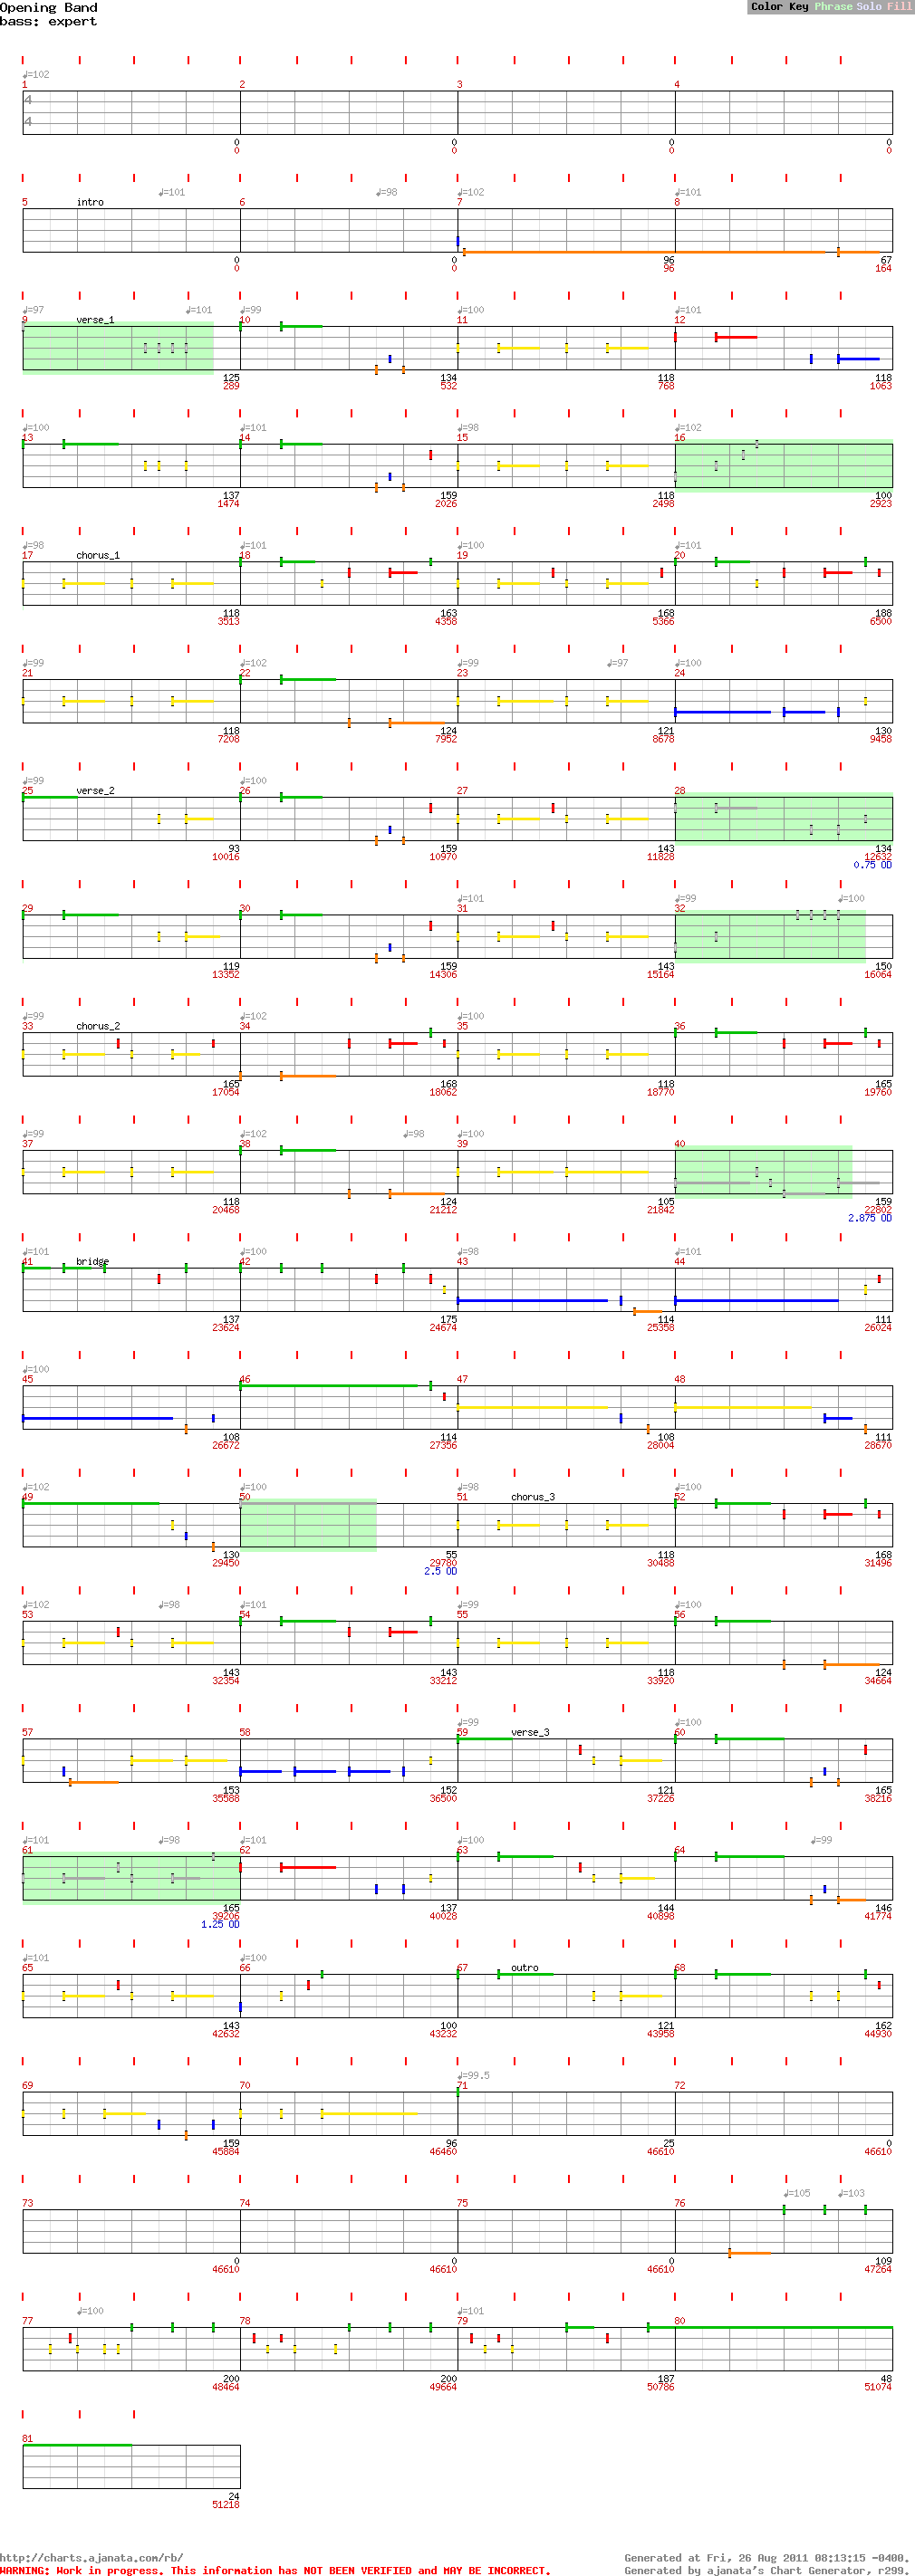 Opening Band
Color Key Phrase Solo Fill
bass: expert
♩=102
1 2 3 4
4
4
0 0 0 0
0 0 0 0
♩=101 ♩=98 ♩=102 ♩=101
5 intro 6 7 8
0 0 96 67
0 0 96 164
♩=97 ♩=101 ♩=99 ♩=100 ♩=101
9 verse_1 10 11 12
125 134 118 118
289 532 768 1063
♩=100 ♩=101 ♩=98 ♩=102
13 14 15 16
137 159 118 100
1474 2026 2498 2923
♩=98 ♩=101 ♩=100 ♩=101
17 chorus_1 18 19 20
118 163 168 188
3513 4358 5366 6500
♩=99 ♩=102 ♩=99 ♩=97 ♩=100
21 22 23 24
118 124 121 130
7208 7952 8678 9458
♩=99 ♩=100
25 verse_2 26 27 28
93 159 143 134
10016 10970 11828 12632
0.75 OD
♩=101 ♩=99 ♩=100
29 30 31 32
119 159 143 150
13352 14306 15164 16064
♩=99 ♩=102 ♩=100
33 chorus_2 34 35 36
165 168 118 165
17054 18062 18770 19760
♩=99 ♩=102 ♩=98 ♩=100
37 38 39 40
118 124 105 159
20468 21212 21842 22802
2.875 OD
♩=101 ♩=100 ♩=98 ♩=101
41 bridge 42 43 44
137 175 114 111
23624 24674 25358 26024
♩=100
45 46 47 48
108 114 108 111
26672 27356 28004 28670
♩=102 ♩=100 ♩=98 ♩=100
49 50 51 chorus_3 52
130 55 118 168
29450 29780 30488 31496
2.5 OD
♩=102 ♩=98 ♩=101 ♩=99 ♩=100
53 54 55 56
143 143 118 124
32354 33212 33920 34664
♩=99 ♩=100
57 58 59 verse_3 60
153 152 121 165
35588 36500 37226 38216
♩=101 ♩=98 ♩=101 ♩=100 ♩=99
61 62 63 64
165 137 144 146
39206 40028 40898 41774
1.25 OD
♩=101 ♩=100
65 66 67 outro 68
143 100 121 162
42632 43232 43958 44930
♩=99.5
69 70 71 72
159 96 25 0
45884 46460 46610 46610
♩=105 ♩=103
73 74 75 76
0 0 0 109
46610 46610 46610 47264
♩=100 ♩=101
77 78 79 80
200 200 187 48
48464 49664 50786 51074
81
24
51218
http://charts.ajanata.com/rb/
Generated at Fri, 26 Aug 2011 08:13:15 -0400.
WARNING: Work in progress. This information has NOT BEEN VERIFIED and MAY BE INCORRECT.
Generated by ajanata's Chart Generator, r299.